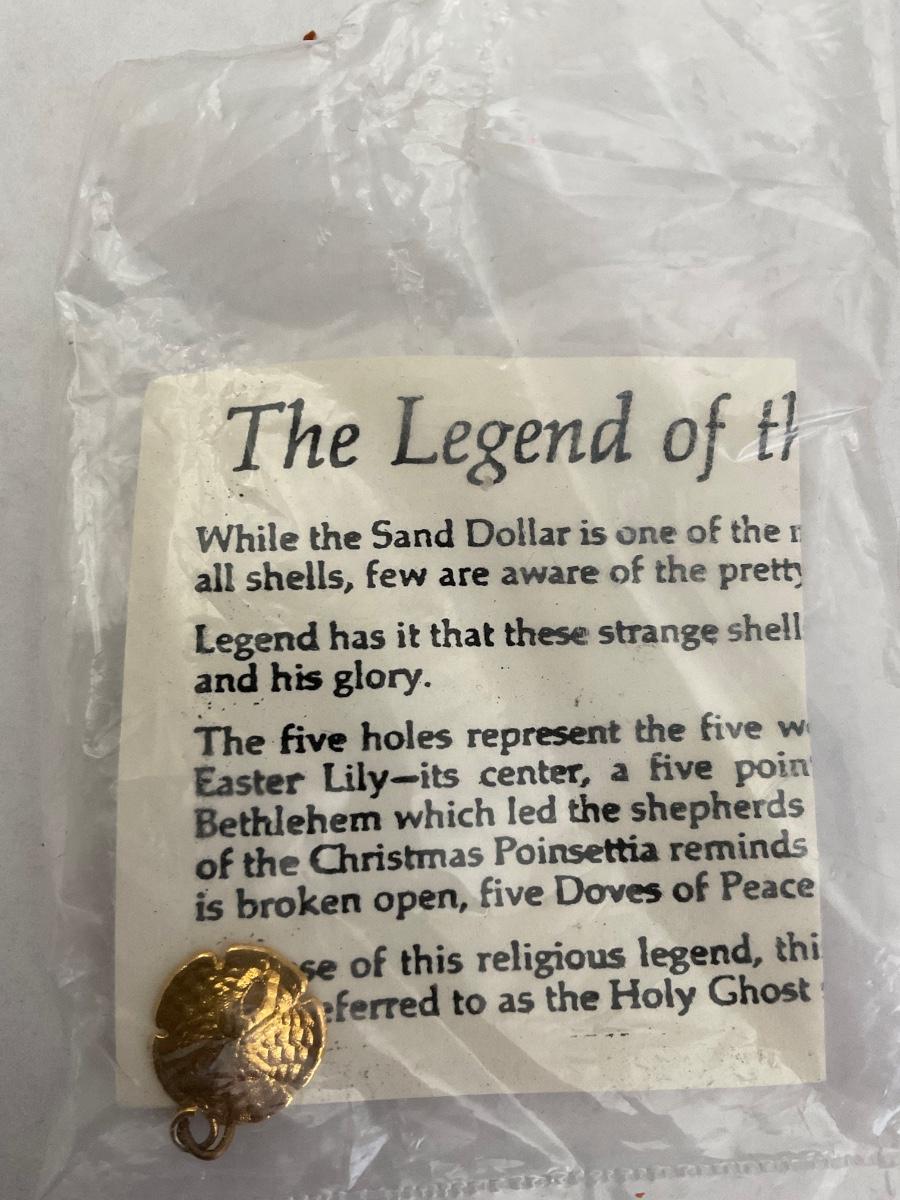 The Legend of th
While the Sand Dollar is one of the
all shells, few are aware of the pretty
Legend has it that these strange shell
and his glory.
The five holes represent the five w
Easter Lily—its center, a five poin
Bethlehem which led the shepherds
of the Christmas Poinsettia reminds
is broken open, five Doves of Peace
se of this religious legend, thi
eferred to as the Holy Ghost